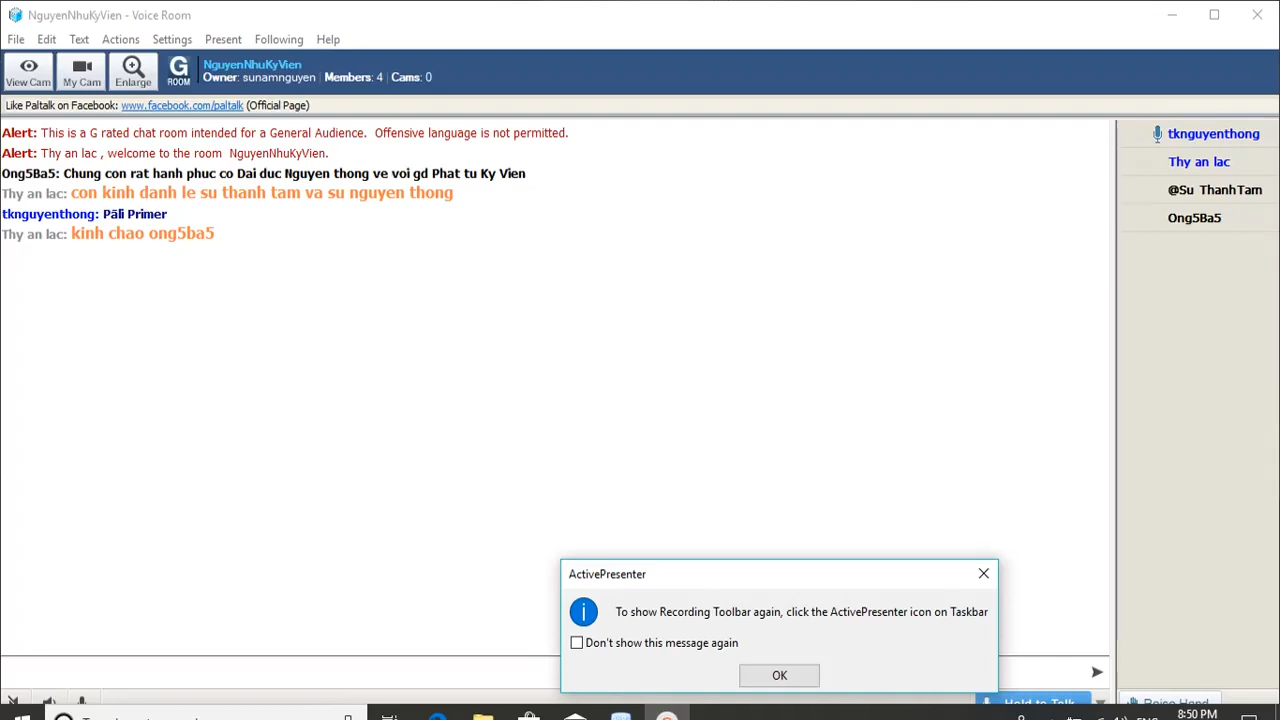 NguyenNhuKyVien - Voice Room
File Edit Text Actions Settings Present Following Help
View Cam My Cam Enlarge G ROOM
NguyenNhuKyVien
Owner: sunamnguyen Members: 4 Cams: 0
Like Paltalk on Facebook: www.facebook.com/paltalk (Official Page)
Alert: This is a G rated chat room intended for a General Audience. Offensive language is not permitted.
Alert: Thy an lac , welcome to the room NguyenNhuKyVien.
Ong5Ba5: Chung con rat hanh phuc co Dai duc Nguyen thong ve voi gd Phat tu Ky Vien
Thy an lac: con kinh danh le su thanh tam va su nguyen thong
tknguyenthong: Pāli Primer
Thy an lac: kinh chao ong5ba5
tknguyenthong
Thy an lac
@Su ThanhTam
Ong5Ba5
ActivePresenter
To show Recording Toolbar again, click the ActivePresenter icon on Taskbar
Don't show this message again
OK
Hold to Talk
Raise Hand
8:50 PM